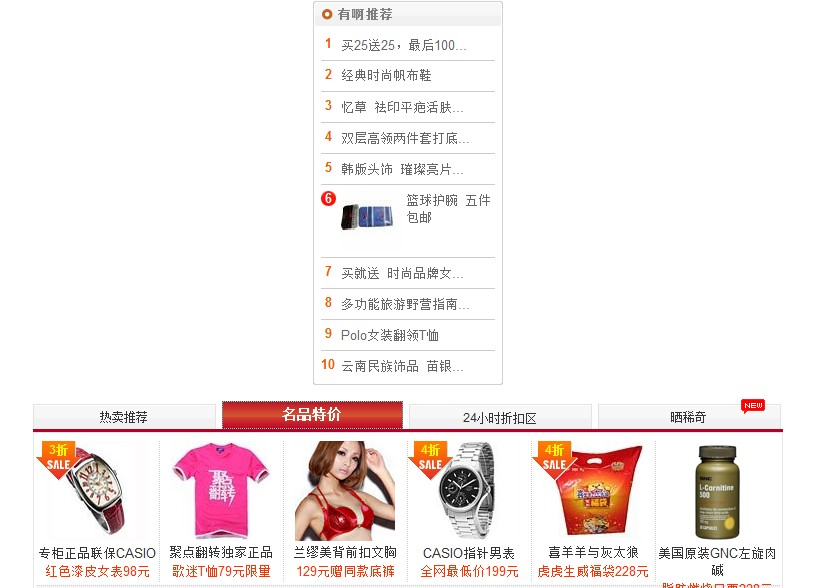 有啊推荐
1 买25送25，最后100...
2 经典时尚帆布鞋
3 忆草 祛印平疤活肤...
4 双层高领两件套打底...
5 韩版头饰 璀璨亮片...
6 篮球护腕 五件
包邮
7 买就送 时尚品牌女...
8 多功能旅游野营指南...
9 Polo女装翻领T恤
10 云南民族饰品 苗银...
热卖推荐
名品特价
24小时折扣区
晒稀奇
NEW
3折
SALE
4折
SALE
4折
SALE
聚点
翻转
GNC
L-Carnitine
500
福袋
专柜正品联保CASIO
红色漆皮女表98元
聚点翻转独家正品
歌迷T恤79元限量
兰缪美背前扣文胸
129元赠同款底裤
CASIO指针男表
全网最低价199元
喜羊羊与灰太狼
虎虎生威福袋228元
美国原装GNC左旋肉
碱